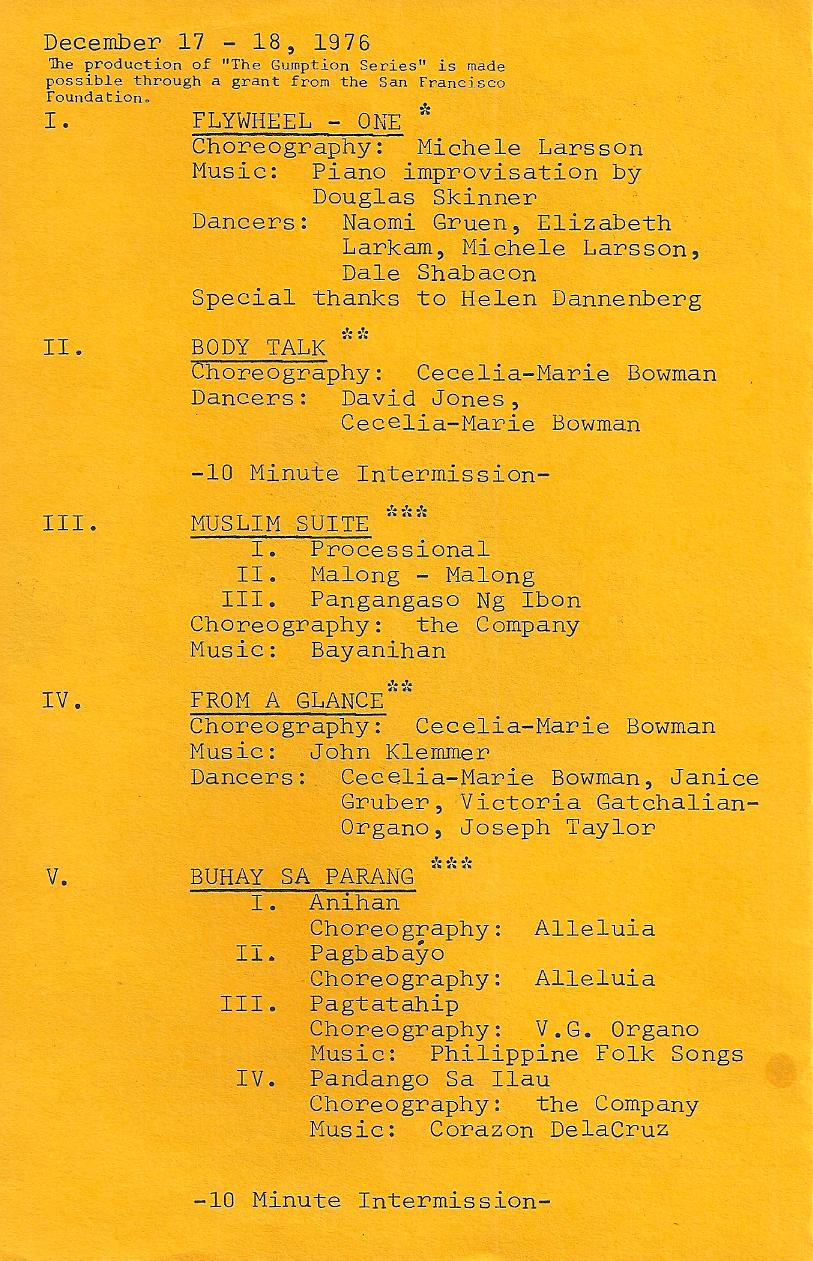 December 17 - 18, 1976
The production of "The Gumption Series" is made
possible through a grant from the San Francisco
Foundation.
I. FLYWHEEL - ONE *
Choreography: Michele Larsson
Music: Piano improvisation by
Douglas Skinner
Dancers: Naomi Gruen, Elizabeth
Larkam, Michele Larsson,
Dale Shabacon
Special thanks to Helen Dannenberg
II. BODY TALK **
Choreography: Cecelia-Marie Bowman
Dancers: David Jones,
Cecelia-Marie Bowman
-10 Minute Intermission-
III. MUSLIM SUITE ***
I. Processional
II. Malong - Malong
III. Pangangaso Ng Ibon
Choreography: the Company
Music: Bayanihan
IV. FROM A GLANCE **
Choreography: Cecelia-Marie Bowman
Music: John Klemmer
Dancers: Cecelia-Marie Bowman, Janice
Gruber, Victoria Gatchalian-
Organo, Joseph Taylor
V. BUHAY SA PARANG ***
I. Anihan
Choreography: Alleluia
II. Pagbabayo
Choreography: Alleluia
III. Pagtatahip
Choreography: V.G. Organo
Music: Philippine Folk Songs
IV. Pandango Sa Ilau
Choreography: the Company
Music: Corazon DelaCruz
-10 Minute Intermission-